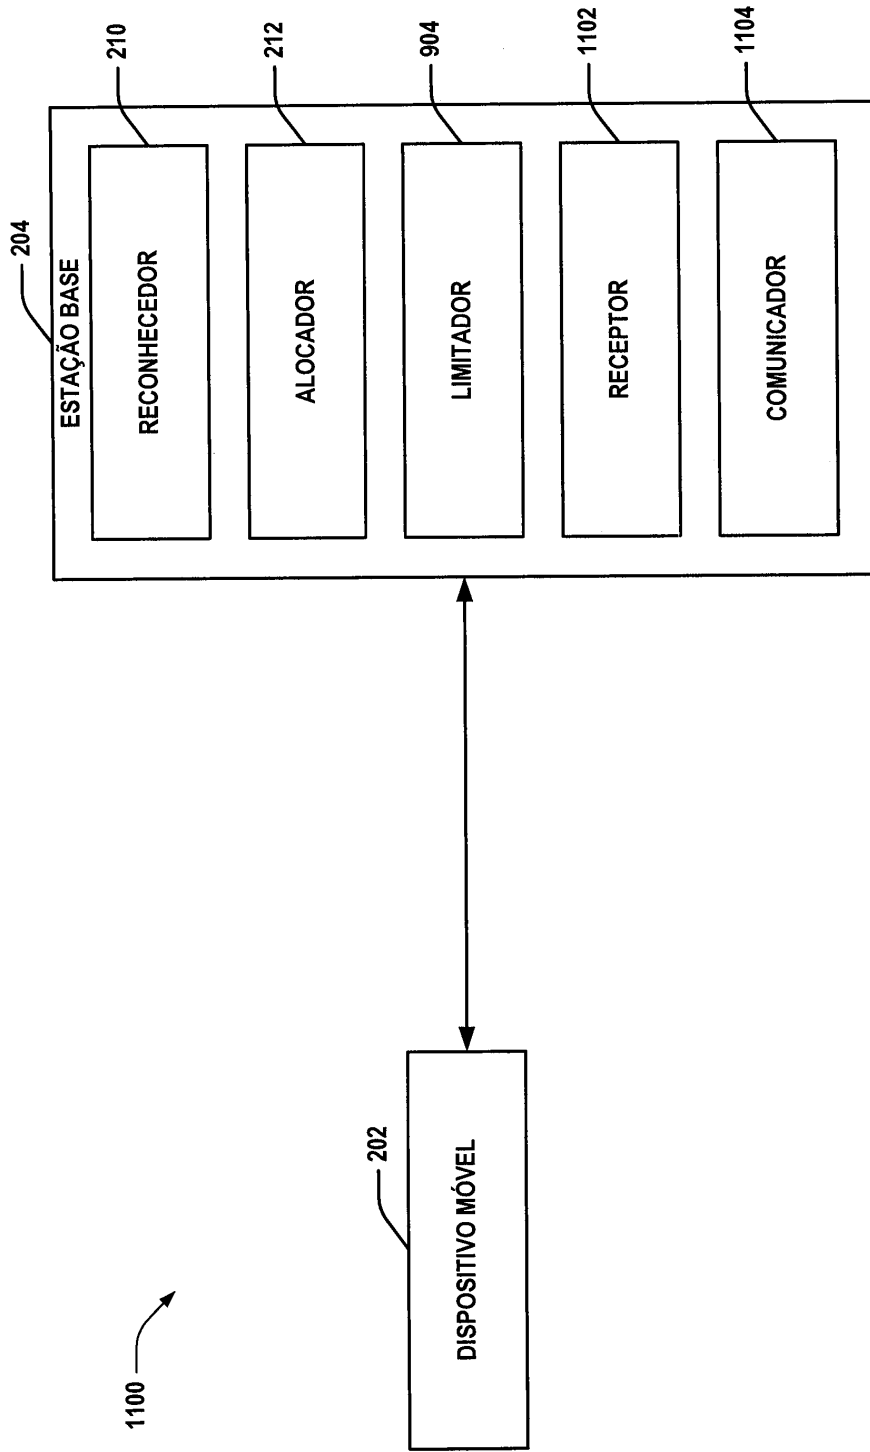 1100
202
DISPOSITIVO MÓVEL
204
ESTAÇÃO BASE
RECONHECEDOR
210
ALOCADOR
212
LIMITADOR
904
RECEPTOR
1102
COMUNICADOR
1104